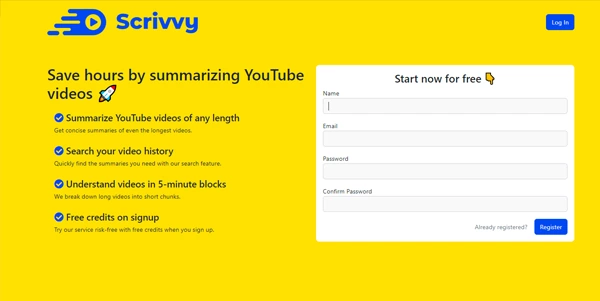 Scrivvy
Log In
Save hours by summarizing YouTube
videos 🚀
Summarize YouTube videos of any length
Get concise summaries of even the longest videos.
Search your video history
Quickly find the summaries you need with our search feature.
Understand videos in 5-minute blocks
We break down long videos into short chunks.
Free credits on signup
Try our service risk-free with free credits when you sign up.
Start now for free 👇
Name
Email
Password
Confirm Password
Already registered?
Register